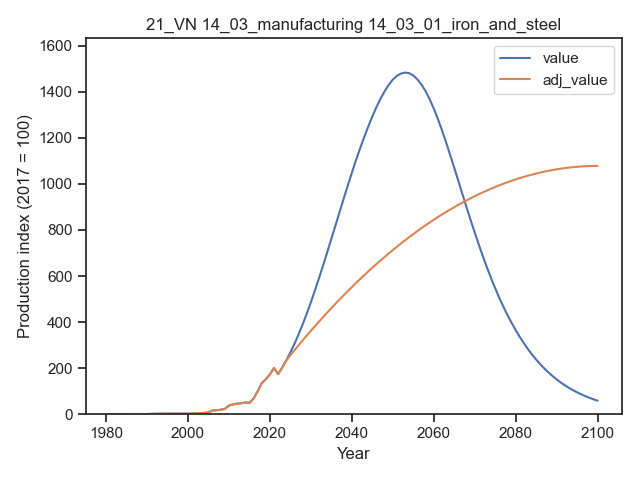 21_VN 14_03_manufacturing 14_03_01_iron_and_steel
value
adj_value
Production index (2017 = 100)
1600
1400
1200
1000
800
600
400
200
0
1980 2000 2020 2040 2060 2080 2100
Year